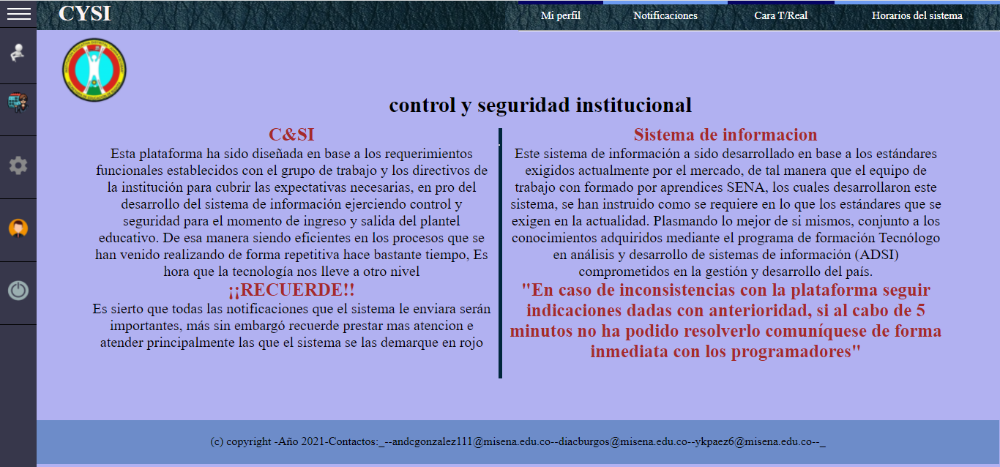 CYSI
Mi perfil
Notificaciones
Cara T/Real
Horarios del sistema
control y seguridad institucional
C&SI
Esta plataforma ha sido diseñada en base a los requerimientos
funcionales establecidos con el grupo de trabajo y los directivos de
la institución para cubrir las expectativas necesarias, en pro del
desarrollo del sistema de información ejerciendo control y
seguridad para el momento de ingreso y salida del plantel
educativo. De esa manera siendo eficientes en los procesos que se
han venido realizando de forma repetitiva hace bastante tiempo, Es
hora que la tecnología nos lleve a otro nivel
¡¡RECUERDE!!
Es sierto que todas las notificaciones que el sistema le enviara serán
importantes, más sin embargó recuerde prestar mas atencion e
atender principalmente las que el sistema se las demarque en rojo
Sistema de informacion
Este sistema de información a sido desarrollado en base a los estándares
exigidos actualmente por el mercado, de tal manera que el equipo de
trabajo con formado por aprendices SENA, los cuales desarrollaron este
sistema, se han instruido como se requiere en lo que los estándares que se
exigen en la actualidad. Plasmando lo mejor de si mismos, conjunto a los
conocimientos adquiridos mediante el programa de formación Tecnólogo
en análisis y desarrollo de sistemas de información (ADSI)
comprometidos en la gestión y desarrollo del país.
"En caso de inconsistencias con la plataforma seguir
indicaciones dadas con anterioridad, si al cabo de 5
minutos no ha podido resolverlo comuníquese de forma
inmediata con los programadores"
(c) copyright -Año 2021-Contactos:_--andcgonzalez111@misena.edu.co--diacburgos@misena.edu.co--ykpaez6@misena.edu.co--_